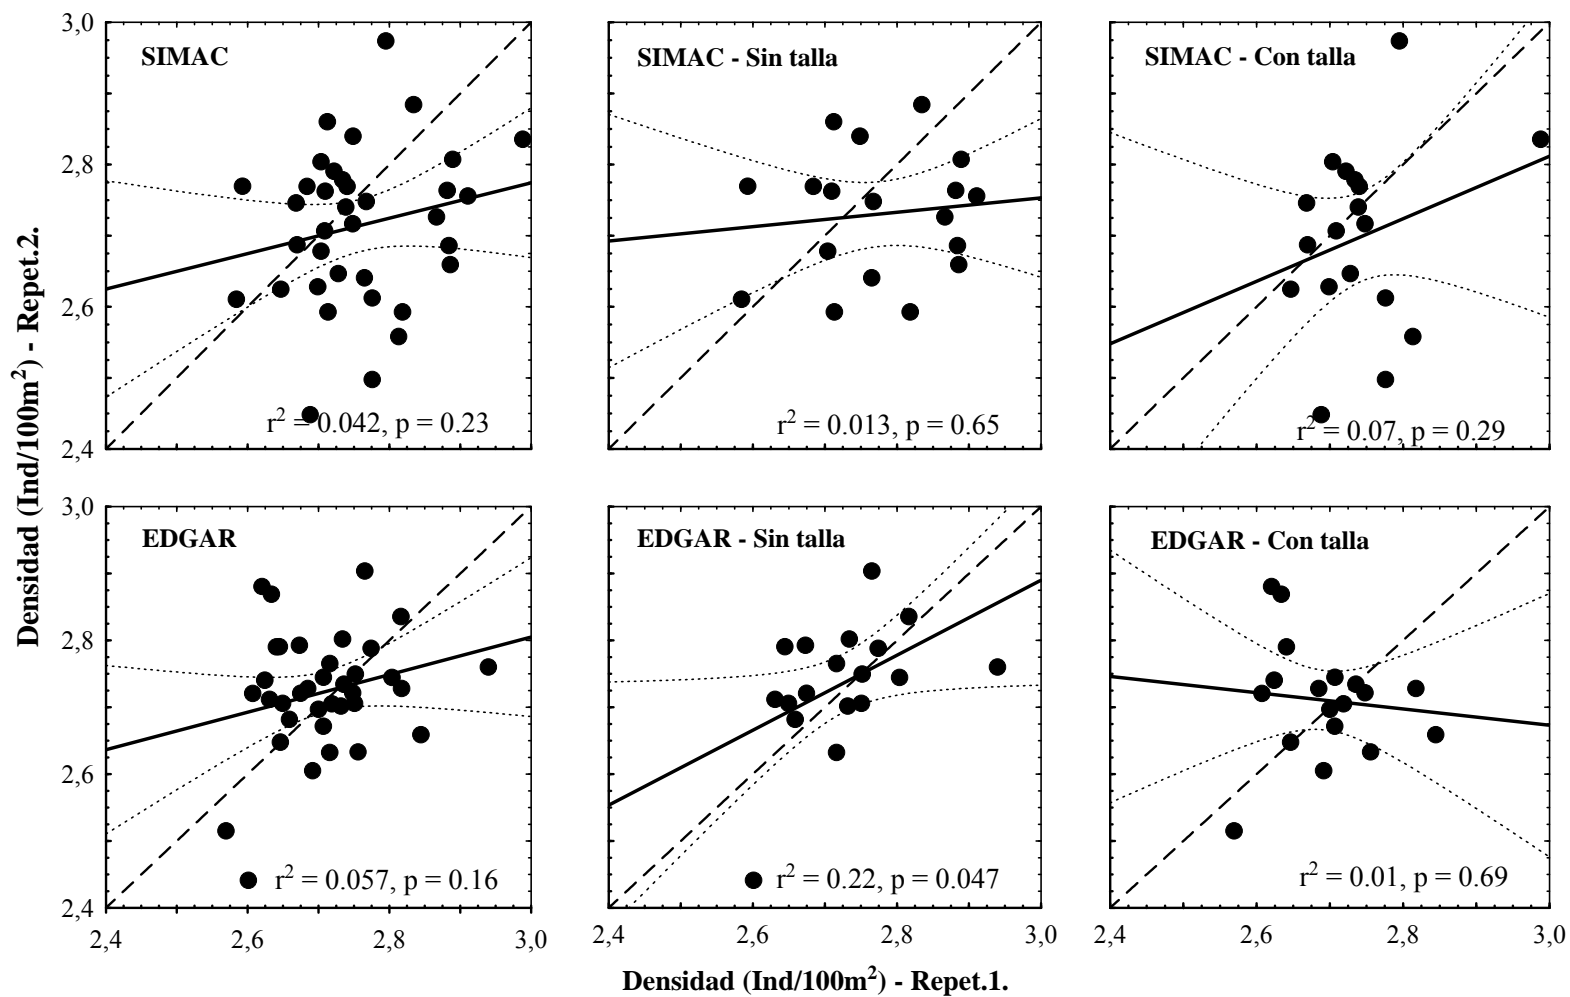 3,0
2,8
2,6
2,4
SIMAC
r² = 0.042, p = 0.23
SIMAC - Sin talla
r² = 0.013, p = 0.65
SIMAC - Con talla
r² = 0.07, p = 0.29
Densidad (Ind/100m²) - Repet.2.
3,0
2,8
2,6
2,4
EDGAR
r² = 0.057, p = 0.16
2,4 2,6 2,8 3,0
EDGAR - Sin talla
r² = 0.22, p = 0.047
2,4 2,6 2,8 3,0
EDGAR - Con talla
r² = 0.01, p = 0.69
2,4 2,6 2,8 3,0
Densidad (Ind/100m²) - Repet.1.